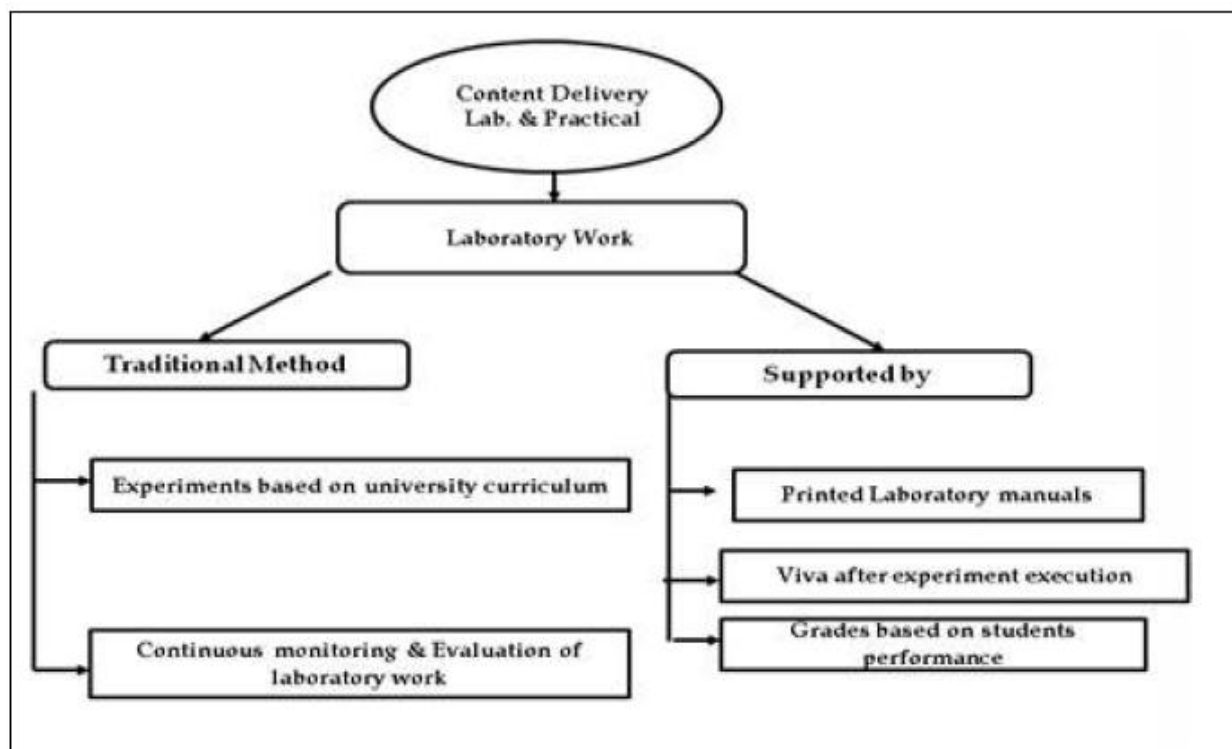 Content Delivery
Lab. & Practical
Laboratory Work
Traditional Method
Experiments based on university curriculum
Continuous monitoring & Evaluation of
laboratory work
Supported by
Printed Laboratory manuals
Viva after experiment execution
Grades based on students
performance